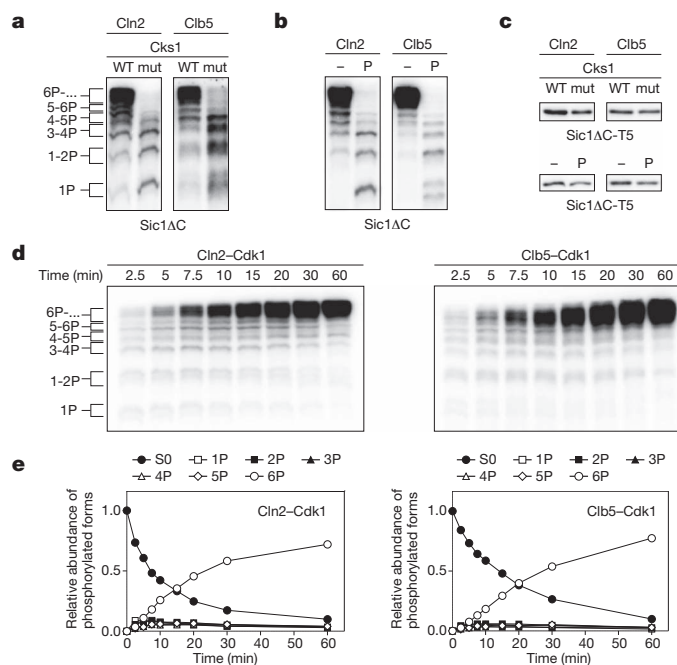 a
Cln2 Clb5
Cks1
WT mut WT mut
6P-...
5-6P
4-5P
3-4P
1-2P
1P
Sic1ΔC
b
Cln2 Clb5
– P – P
Sic1ΔC
c
Cln2 Clb5
Cks1
WT mut WT mut
Sic1ΔC-T5
– P – P
Sic1ΔC-T5
d
Cln2–Cdk1 Clb5–Cdk1
Time (min) 2.5 5 7.5 10 15 20 30 60 2.5 5 7.5 10 15 20 30 60
6P-...
5-6P
4-5P
3-4P
1-2P
1P
e
S0 1P 2P 3P
4P 5P 6P
Relative abundance of
phosphorylated forms
1.0
0.5
0
Cln2–Cdk1
0 10 20 30 40 50 60
Time (min)
S0 1P 2P 3P
4P 5P 6P
Relative abundance of
phosphorylated forms
1.0
0.5
0
Clb5–Cdk1
0 10 20 30 40 50 60
Time (min)